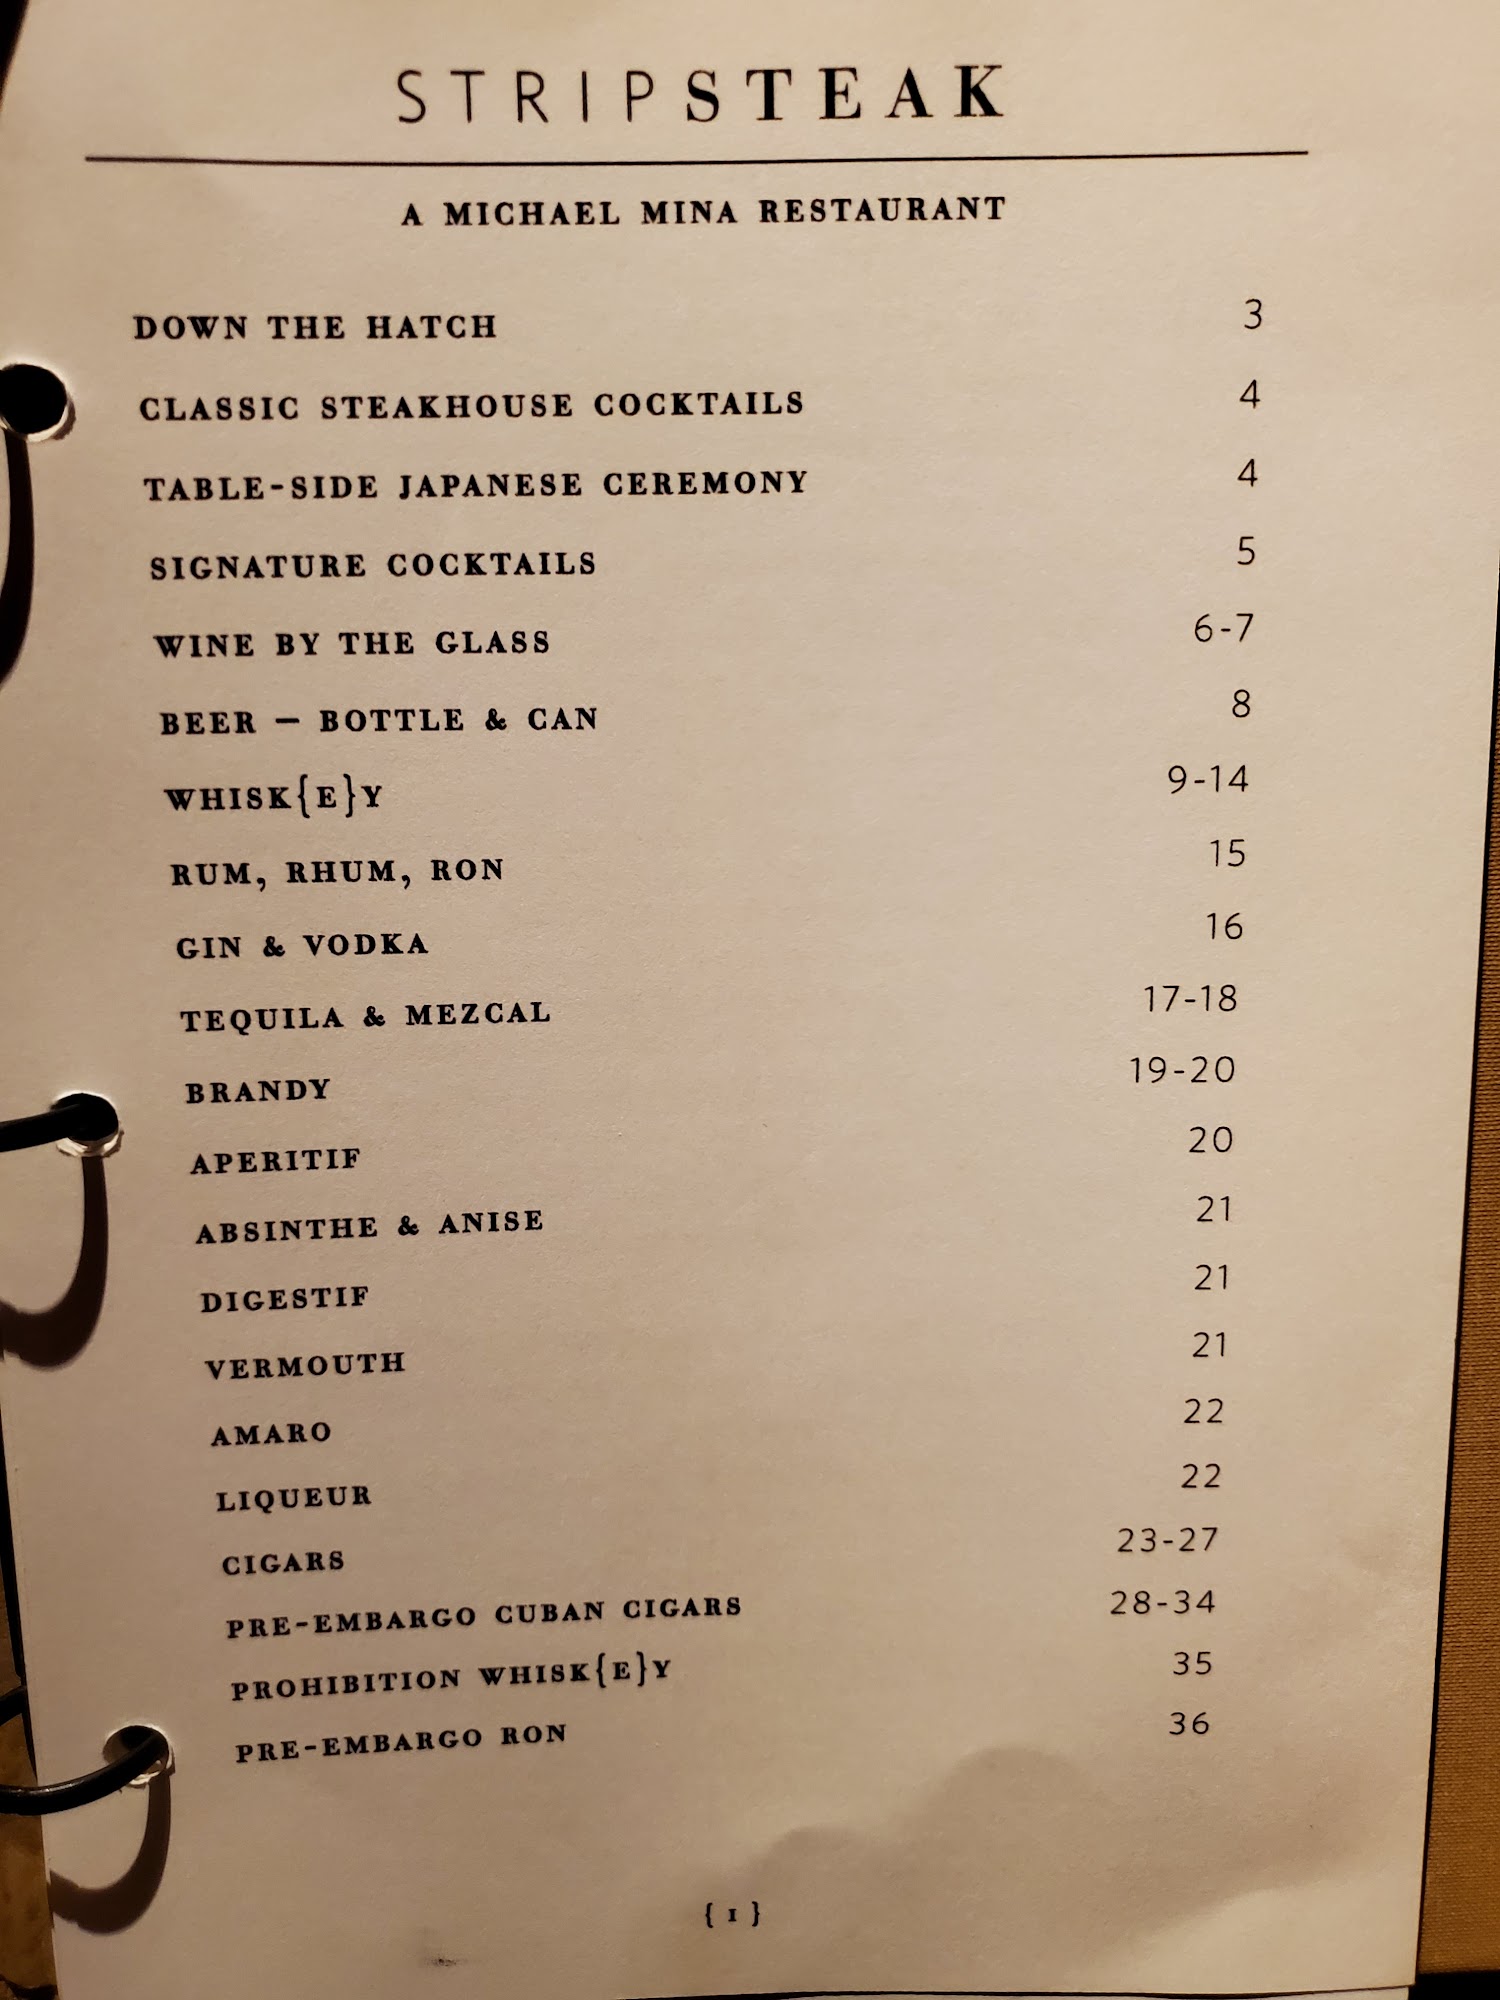 STRIPSTEAK
A MICHAEL MINA RESTAURANT
DOWN THE HATCH 3
CLASSIC STEAKHOUSE COCKTAILS 4
TABLE-SIDE JAPANESE CEREMONY 4
SIGNATURE COCKTAILS 5
WINE BY THE GLASS 6-7
BEER – BOTTLE & CAN 8
WHISK{E}Y 9-14
RUM, RHUM, RON 15
GIN & VODKA 16
TEQUILA & MEZCAL 17-18
BRANDY 19-20
APERITIF 20
ABSINTHE & ANISE 21
DIGESTIF 21
VERMOUTH 21
AMARO 22
LIQUEUR 22
CIGARS 23-27
PRE-EMBARGO CUBAN CIGARS 28-34
PROHIBITION WHISK{E}Y 35
PRE-EMBARGO RON 36
{ 1 }